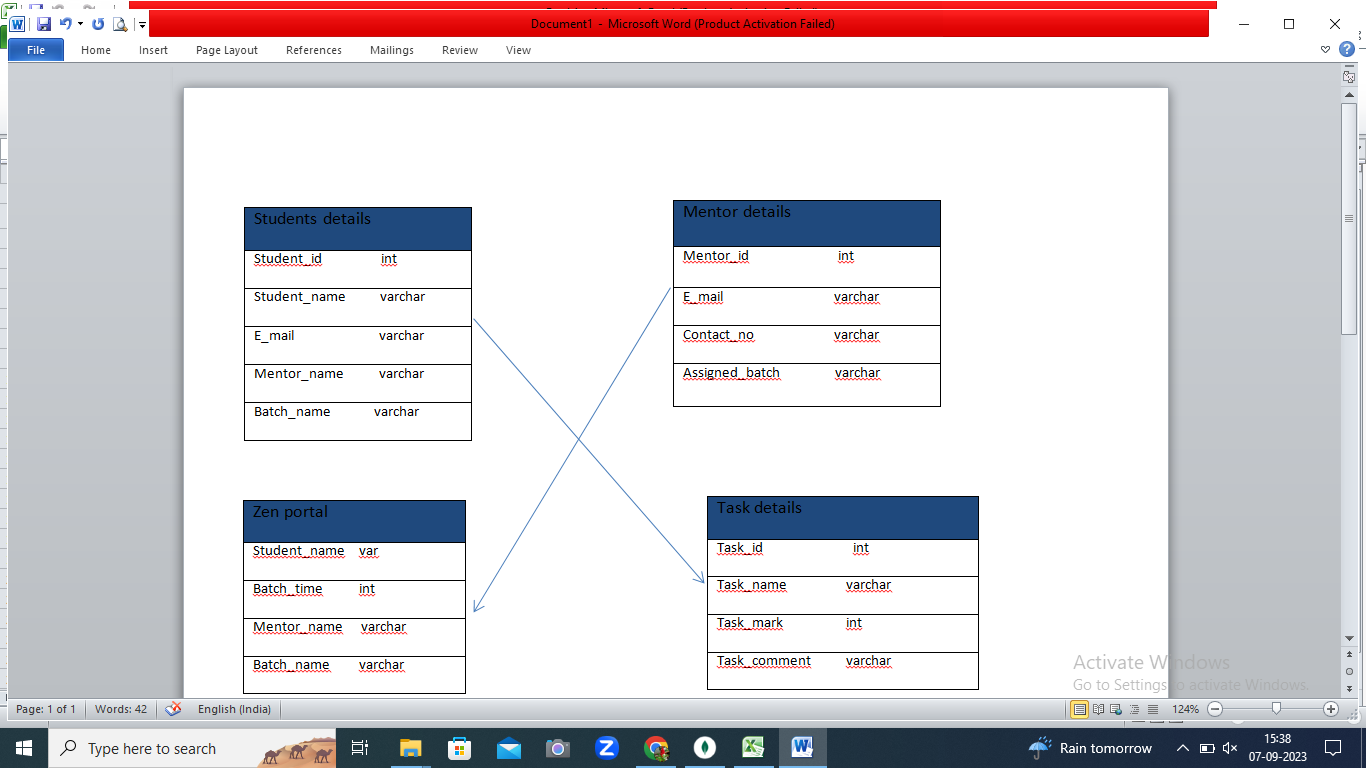 Document1 - Microsoft Word (Product Activation Failed)
File Home Insert Page Layout References Mailings Review View
Students details
Student_id int
Student_name varchar
E_mail varchar
Mentor_name varchar
Batch_name varchar
Mentor details
Mentor_id int
E_mail varchar
Contact_no varchar
Assigned_batch varchar
Zen portal
Student_name var
Batch_time int
Mentor_name varchar
Batch_name varchar
Task details
Task_id int
Task_name varchar
Task_mark int
Task_comment varchar
Activate Windows
Go to Settings to activate Windows.
Page: 1 of 1 Words: 42 English (India) 124%
Type here to search Rain tomorrow 15:38
07-09-2023